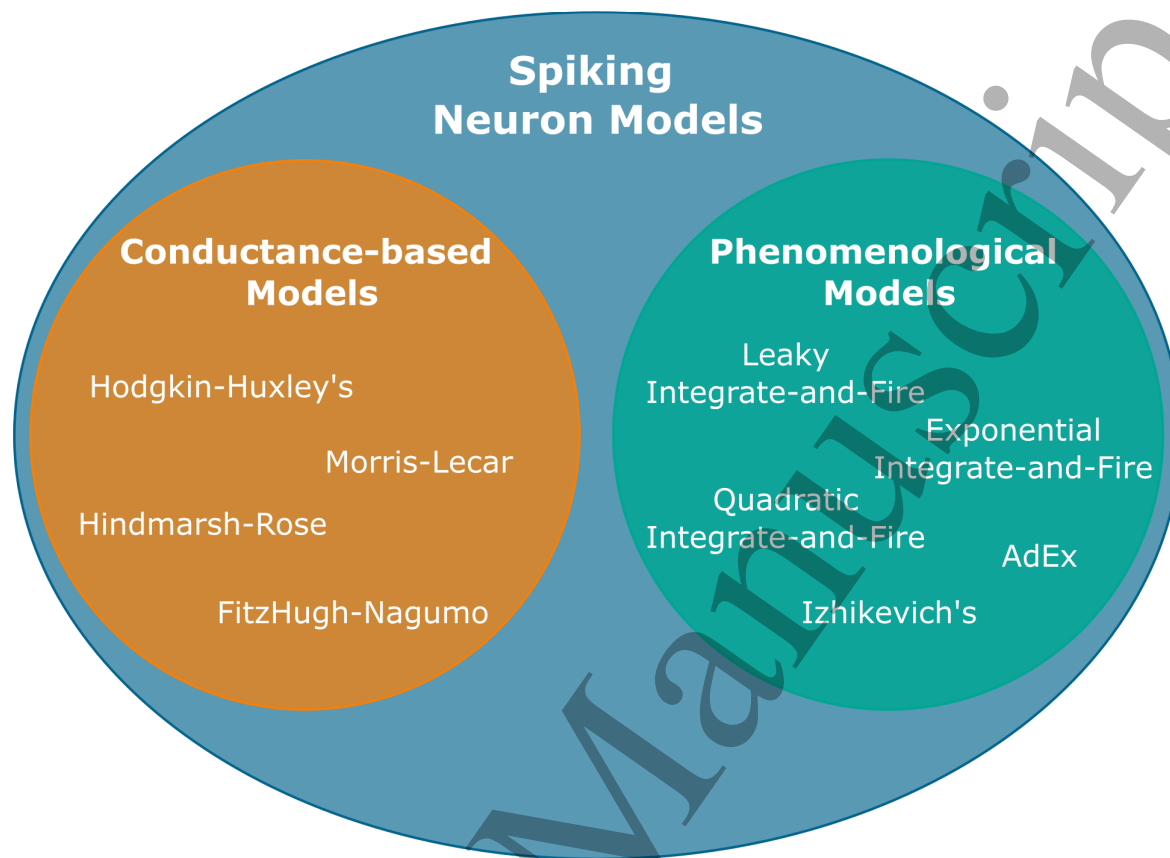 Spiking
Neuron Models
Conductance-based
Models
Hodgkin-Huxley's
Morris-Lecar
Hindmarsh-Rose
FitzHugh-Nagumo
Phenomenological
Models
Leaky
Integrate-and-Fire
Exponential
Integrate-and-Fire
Quadratic
Integrate-and-Fire
AdEx
Izhikevich's
Manuscrip